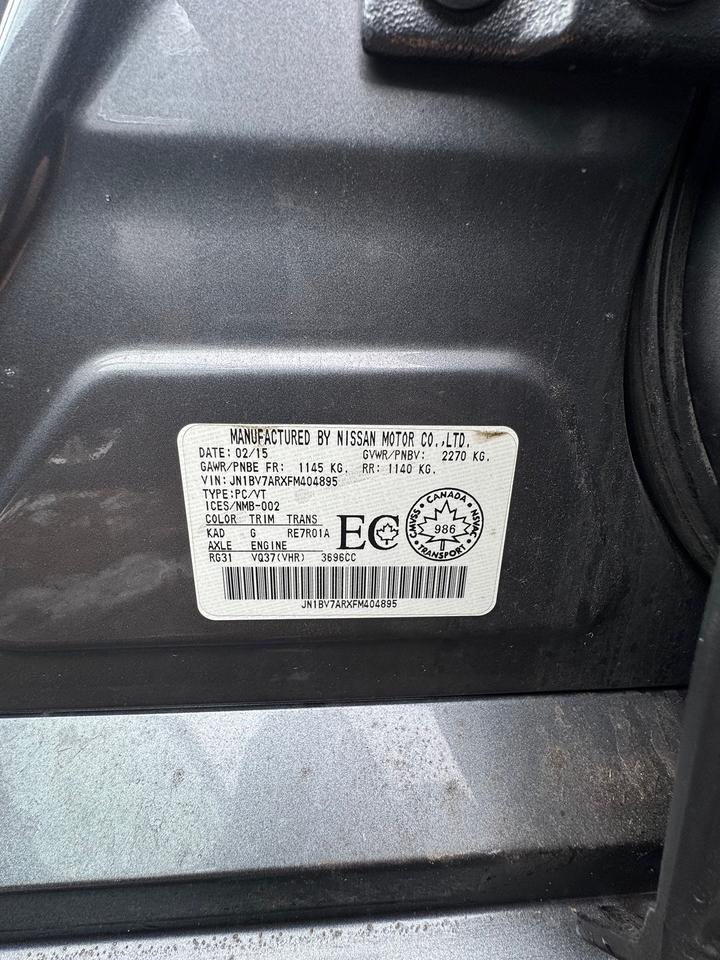 MANUFACTURED BY NISSAN MOTOR CO.,LTD.
DATE: 02/15 GVWR/PNBV: 2270 KG.
GAWR/PNBE FR: 1145 KG. RR: 1140 KG.
VIN: JN1BV7ARXFM404895
TYPE:PC/VT
ICES/NMB-002
COLOR TRIM TRANS
KAD G RE7R01A
AXLE ENGINE
RG31 VQ37(VHR) 3696CC
EC
CANADA
CMVSS NSVAC
986
TRANSPORT
JN1BV7ARXFM404895